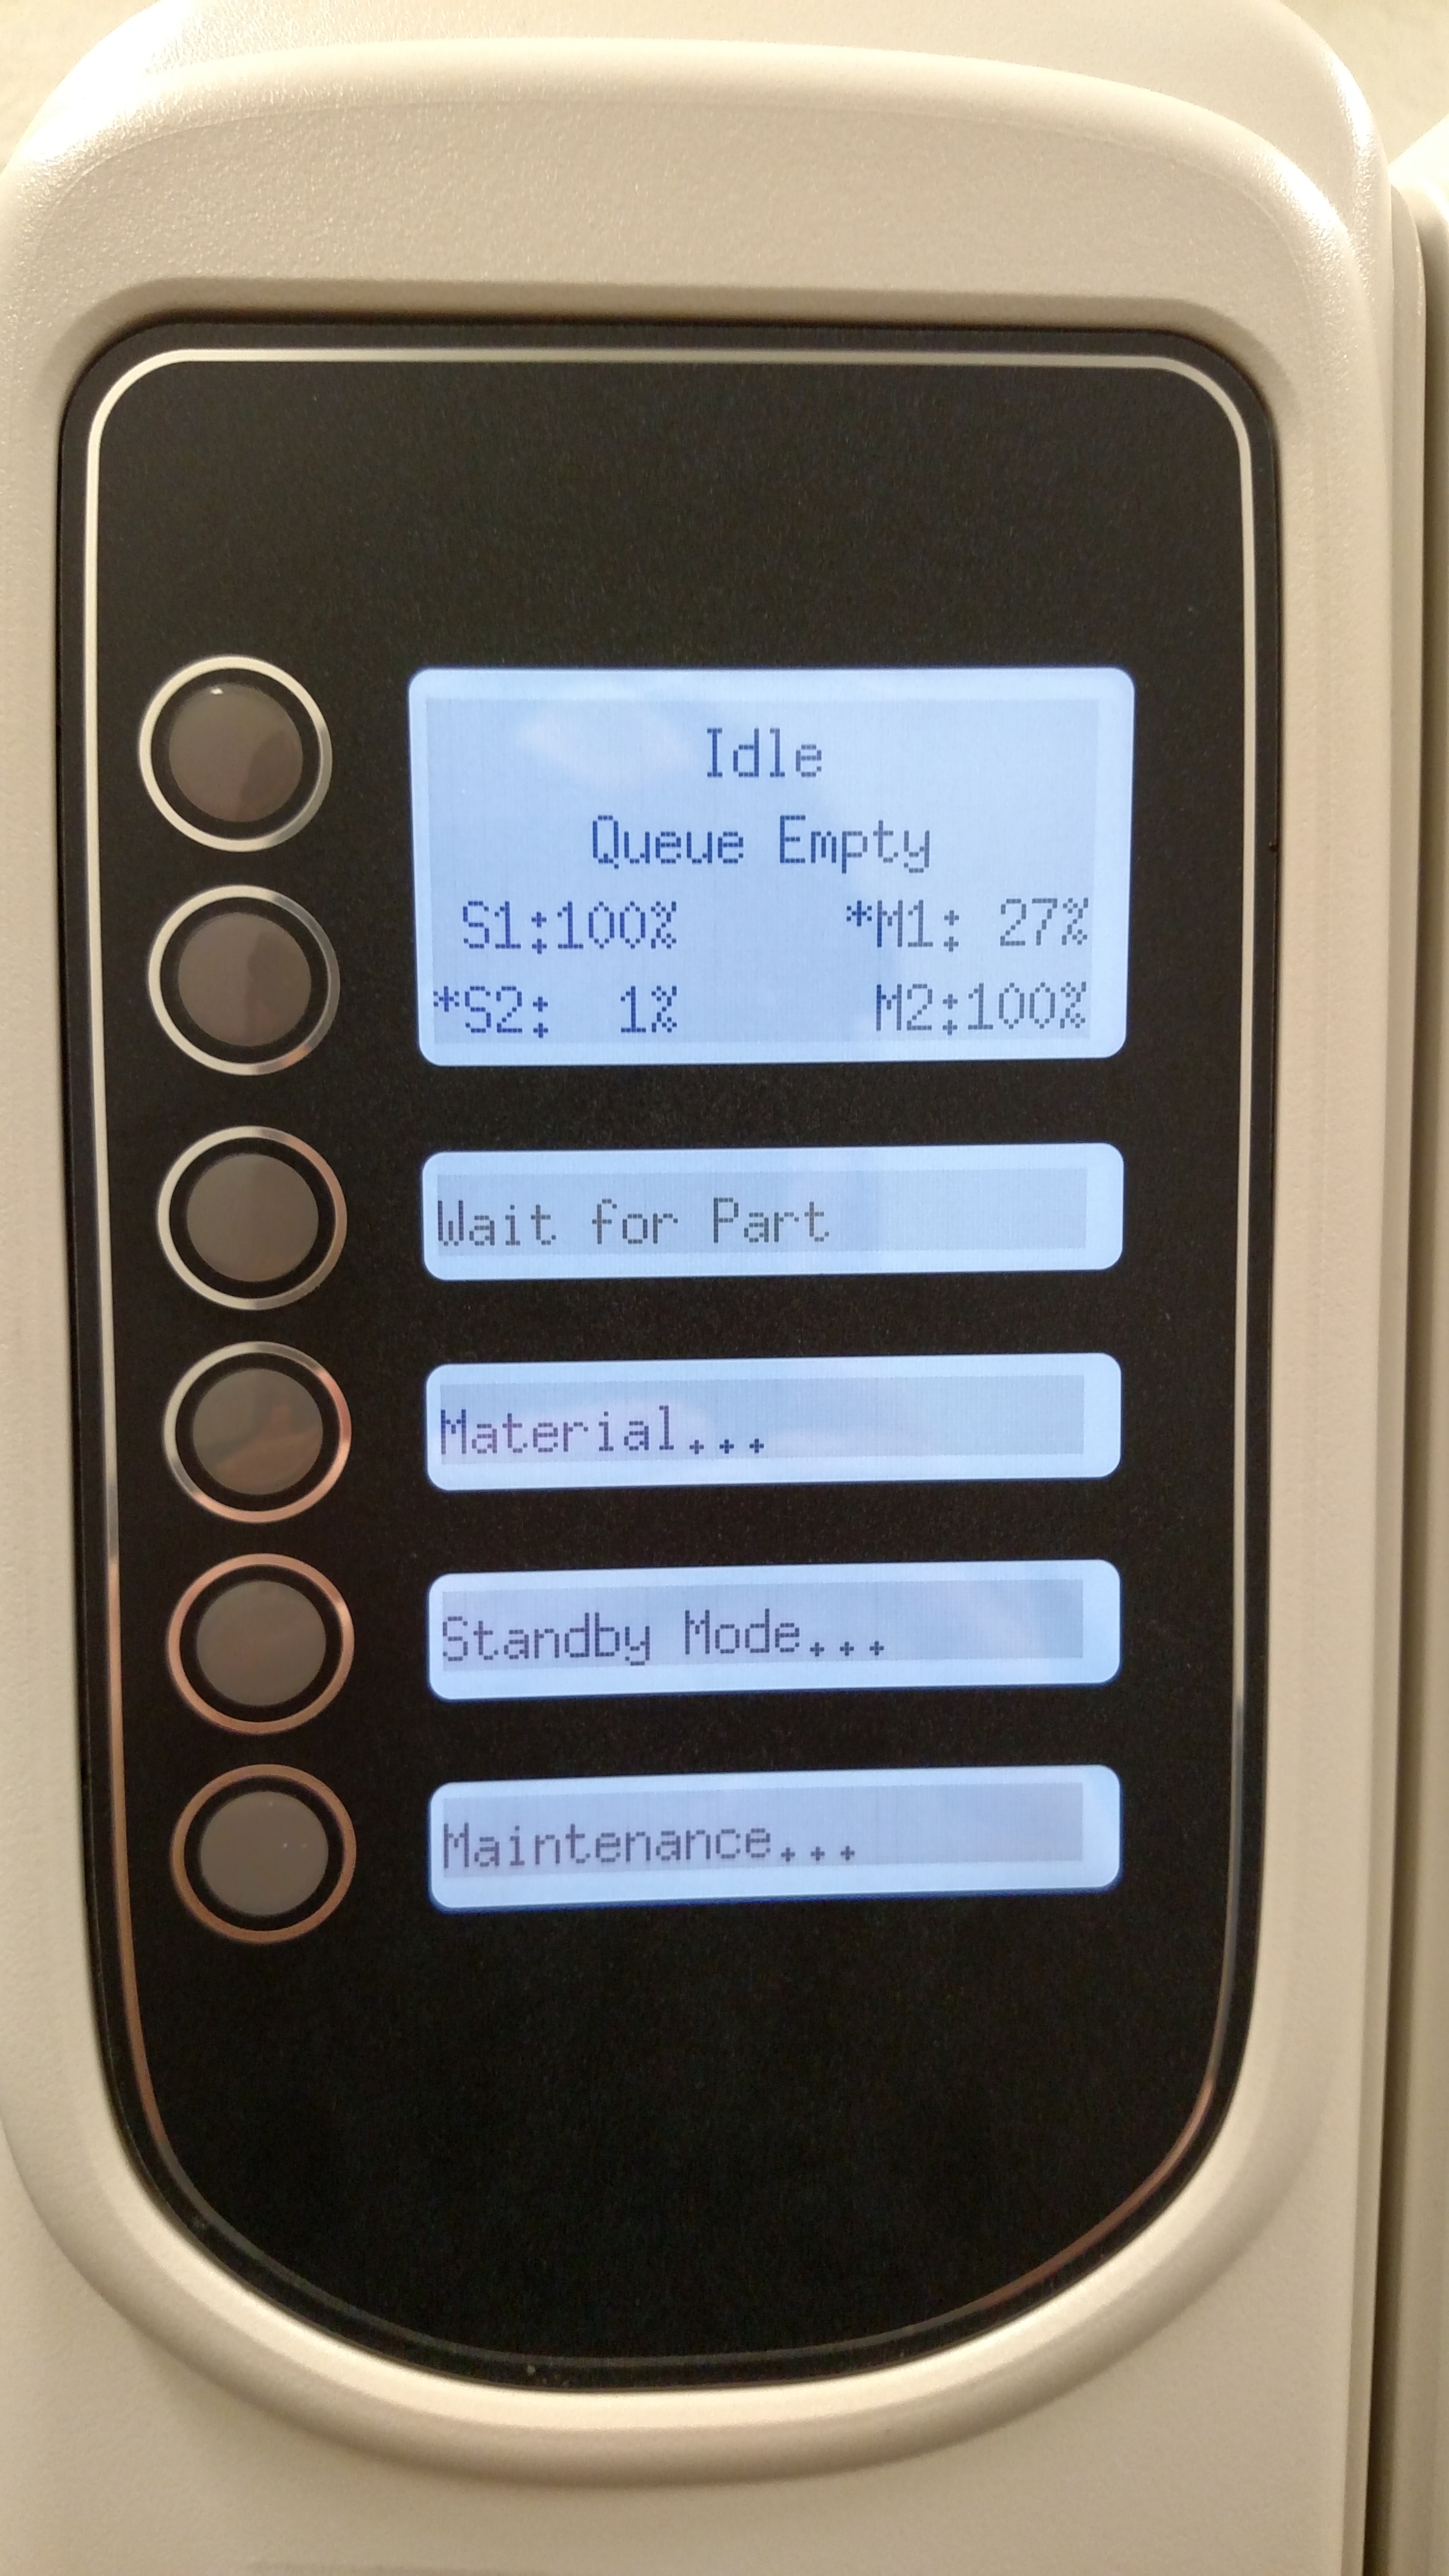 Idle
Queue Empty
S1:100% *M1: 27%
*S2: 1% M2:100%
Wait for Part
Material...
Standby Mode...
Maintenance...